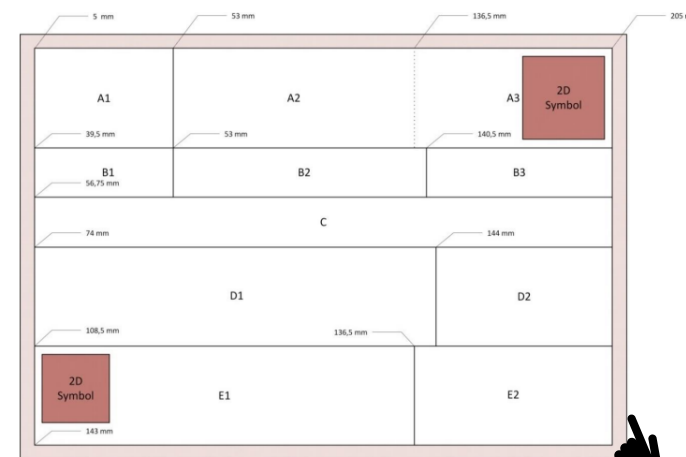 5 mm
53 mm
136,5 mm
205
A1
A2
A3
2D
Symbol
39,5 mm
53 mm
140,5 mm
B1
B2
B3
56,75 mm
C
74 mm
144 mm
D1
D2
108,5 mm
136,5 mm
2D
Symbol
E1
E2
143 mm